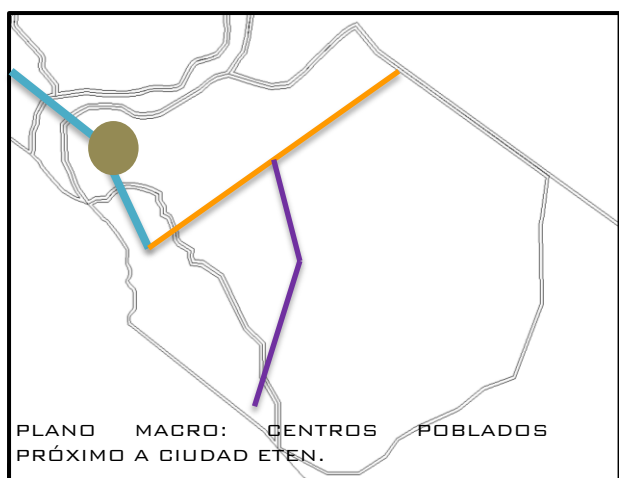 PLANO MACRO: CENTROS POBLADOS
PRÓXIMO A CIUDAD ETEN.